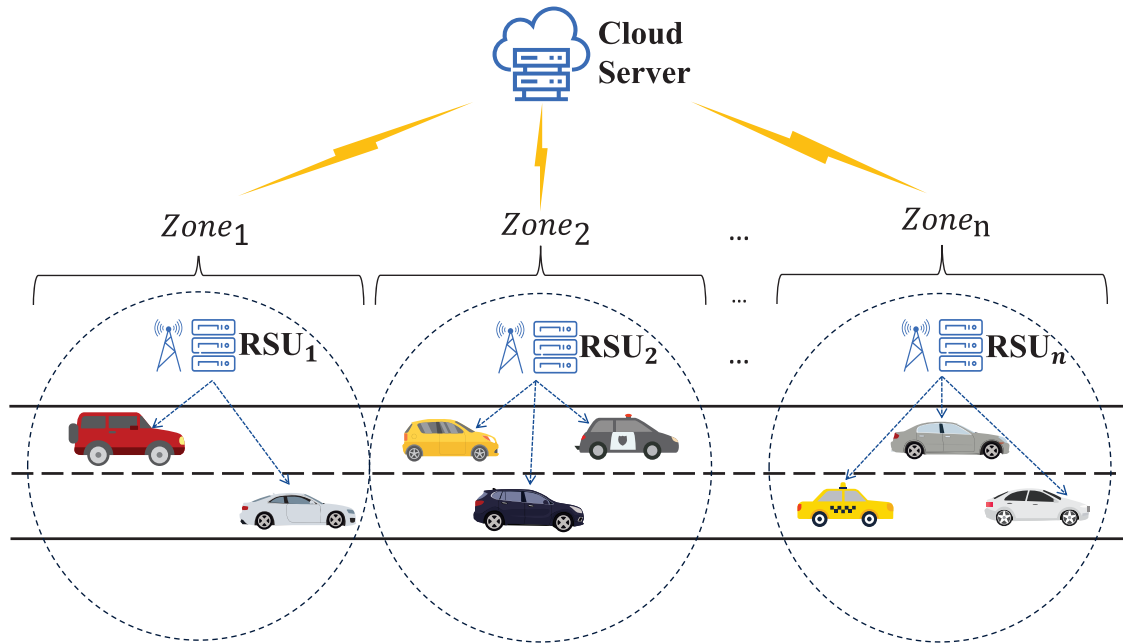 Cloud
Server
Zone₁
Zone₂
...
Zoneₙ
...
RSU₁
RSU₂
...
RSUₙ